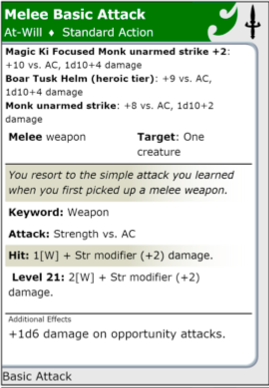 Melee Basic Attack
At-Will ♦ Standard Action
Magic Ki Focused Monk unarmed strike +2:
+10 vs. AC, 1d10+4 damage
Boar Tusk Helm (heroic tier): +9 vs. AC,
1d10+4 damage
Monk unarmed strike: +8 vs. AC, 1d10+2
damage
Melee weapon Target: One
creature
You resort to the simple attack you learned
when you first picked up a melee weapon.
Keyword: Weapon
Attack: Strength vs. AC
Hit: 1[W] + Str modifier (+2) damage.
Level 21: 2[W] + Str modifier (+2)
damage.
Additional Effects
+1d6 damage on opportunity attacks.
Basic Attack